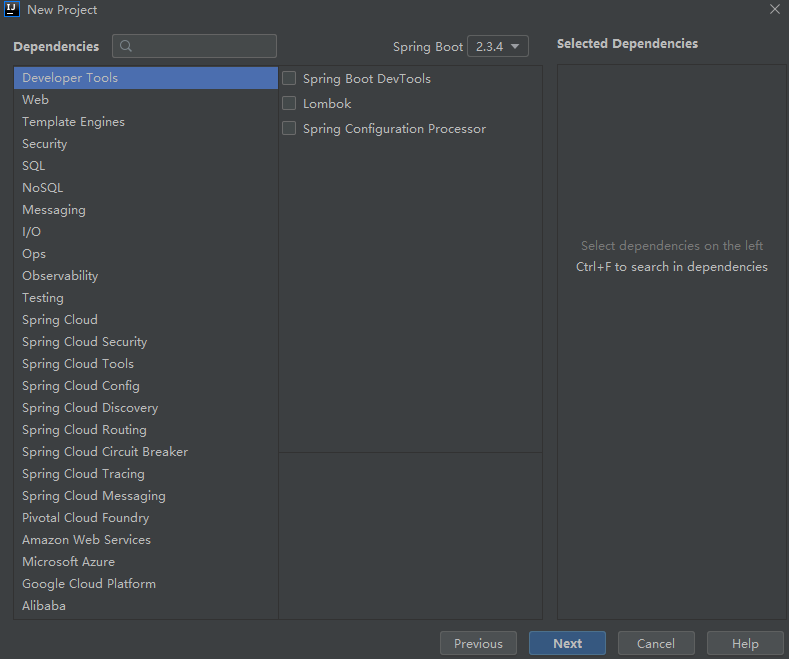 IJ New Project
Dependencies
Spring Boot 2.3.4
Selected Dependencies
Developer Tools
Web
Template Engines
Security
SQL
NoSQL
Messaging
I/O
Ops
Observability
Testing
Spring Cloud
Spring Cloud Security
Spring Cloud Tools
Spring Cloud Config
Spring Cloud Discovery
Spring Cloud Routing
Spring Cloud Circuit Breaker
Spring Cloud Tracing
Spring Cloud Messaging
Pivotal Cloud Foundry
Amazon Web Services
Microsoft Azure
Google Cloud Platform
Alibaba
Spring Boot DevTools
Lombok
Spring Configuration Processor
Select dependencies on the left
Ctrl+F to search in dependencies
Previous
Next
Cancel
Help